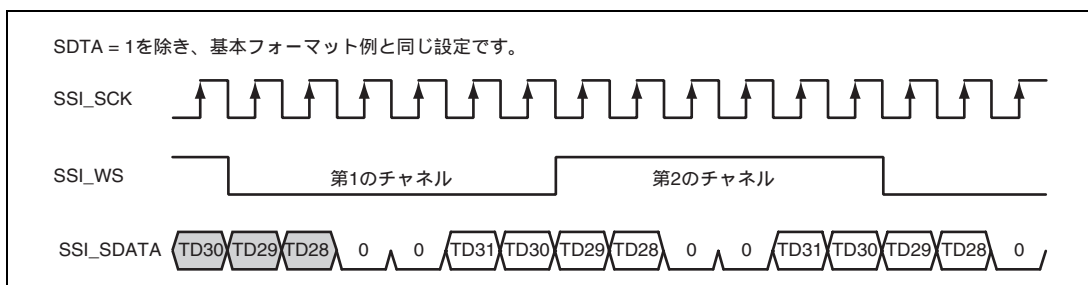 SDTA = 1を除き、基本フォーマット例と同じ設定です。
SSI_SCK
SSI_WS 第1のチャネル 第2のチャネル
SSI_SDATA TD30 TD29 TD28 0 0 TD31 TD30 TD29 TD28 0 0 TD31 TD30 TD29 TD28 0